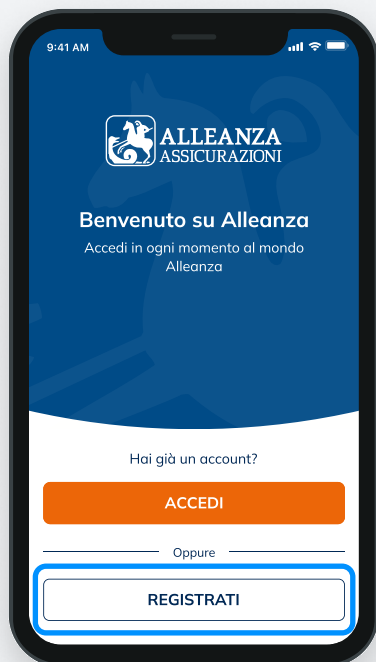 9:41 AM
ALLEANZA
ASSICURAZIONI
Benvenuto su Alleanza
Accedi in ogni momento al mondo
Alleanza
Hai già un account?
ACCEDI
Oppure
REGISTRATI